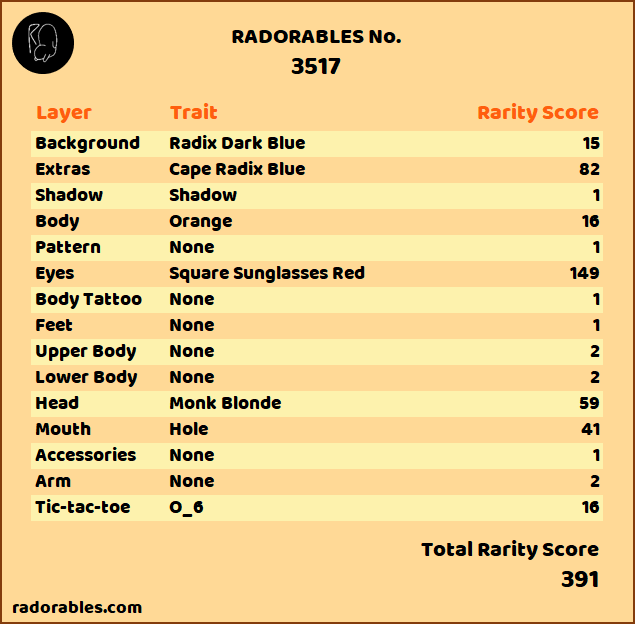 RADORABLES No.
3517
Layer Trait Rarity Score
Background Radix Dark Blue 15
Extras Cape Radix Blue 82
Shadow Shadow 1
Body Orange 16
Pattern None 1
Eyes Square Sunglasses Red 149
Body Tattoo None 1
Feet None 1
Upper Body None 2
Lower Body None 2
Head Monk Blonde 59
Mouth Hole 41
Accessories None 1
Arm None 2
Tic-tac-toe O_6 16
Total Rarity Score
391
radorables.com